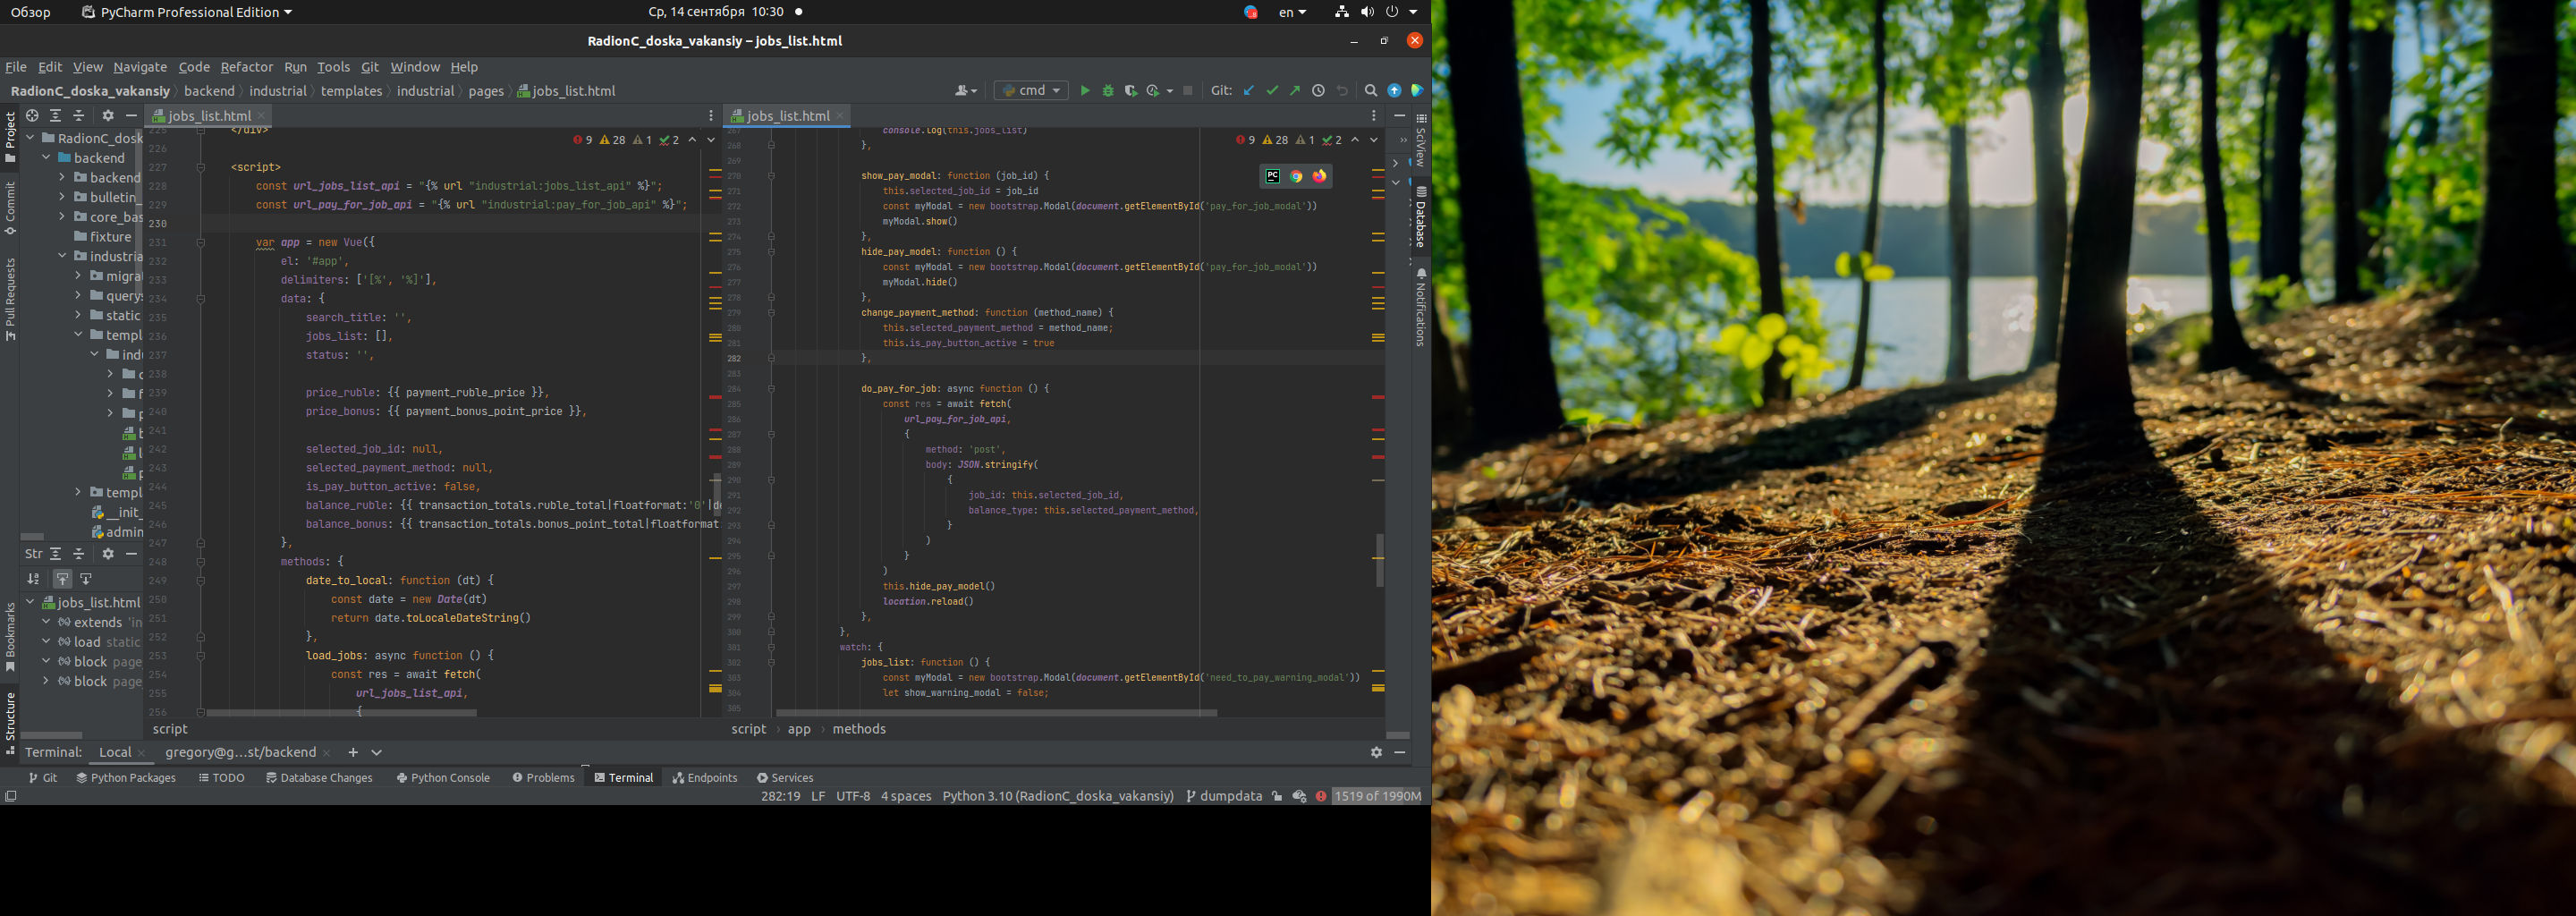 Обзор
PyCharm Professional Edition
Ср, 14 сентября 10:30
en
RadionC_doska_vakansiy – jobs_list.html
File Edit View Navigate Code Refactor Run Tools Git Window Help
RadionC_doska_vakansiy backend industrial templates industrial pages jobs_list.html
cmd
Git:
Project
Commit
Pull Requests
Bookmarks
Structure
RadionC_dosk
backend
backend
bulletin_
core_bas
fixture
industria
migra
querys
static
templ
indu
templ
__init_
admin
Str
jobs_list.html
extends 'in
load static
block page
block page
jobs_list.html
9 28 1 2
225 </div>
226
227 <script>
228 const url_jobs_list_api = "{% url "industrial:jobs_list_api" %}";
229 const url_pay_for_job_api = "{% url "industrial:pay_for_job_api" %}";
230
231 var app = new Vue({
232 el: '#app',
233 delimiters: ['[%', '%]'],
234 data: {
235 search_title: '',
236 jobs_list: [],
237 status: '',
238
239 price_ruble: {{ payment_ruble_price }},
240 price_bonus: {{ payment_bonus_point_price }},
241
242 selected_job_id: null,
243 selected_payment_method: null,
244 is_pay_button_active: false,
245 balance_ruble: {{ transaction_totals.ruble_total|floatformat:'0'|d
246 balance_bonus: {{ transaction_totals.bonus_point_total|floatformat:
247 },
248 methods: {
249 date_to_local: function (dt) {
250 const date = new Date(dt)
251 return date.toLocaleDateString()
252 },
253 load_jobs: async function () {
254 const res = await fetch(
255 url_jobs_list_api,
256 {
script
jobs_list.html
9 28 1 2
267 console.log(this.jobs_list)
268 },
269
270 show_pay_modal: function (job_id) {
271 this.selected_job_id = job_id
272 const myModal = new bootstrap.Modal(document.getElementById('pay_for_job_modal'))
273 myModal.show()
274 },
275 hide_pay_model: function () {
276 const myModal = new bootstrap.Modal(document.getElementById('pay_for_job_modal'))
277 myModal.hide()
278 },
279 change_payment_method: function (method_name) {
280 this.selected_payment_method = method_name;
281 this.is_pay_button_active = true
282 },
283
284 do_pay_for_job: async function () {
285 const res = await fetch(
286 url_pay_for_job_api,
287 {
288 method: 'post',
289 body: JSON.stringify(
290 {
291 job_id: this.selected_job_id,
292 balance_type: this.selected_payment_method,
293 }
294 )
295 }
296 )
297 this.hide_pay_model()
298 location.reload()
299 },
300 },
301 watch: {
302 jobs_list: function () {
303 const myModal = new bootstrap.Modal(document.getElementById('need_to_pay_warning_modal'))
304 let show_warning_modal = false;
305
script app methods
PC
SciView
Database
Notifications
Terminal: Local gregory@g...st/backend
Git Python Packages TODO Database Changes Python Console Problems Terminal Endpoints Services
282:19 LF UTF-8 4 spaces Python 3.10 (RadionC_doska_vakansiy) dumpdata 1519 of 1990M